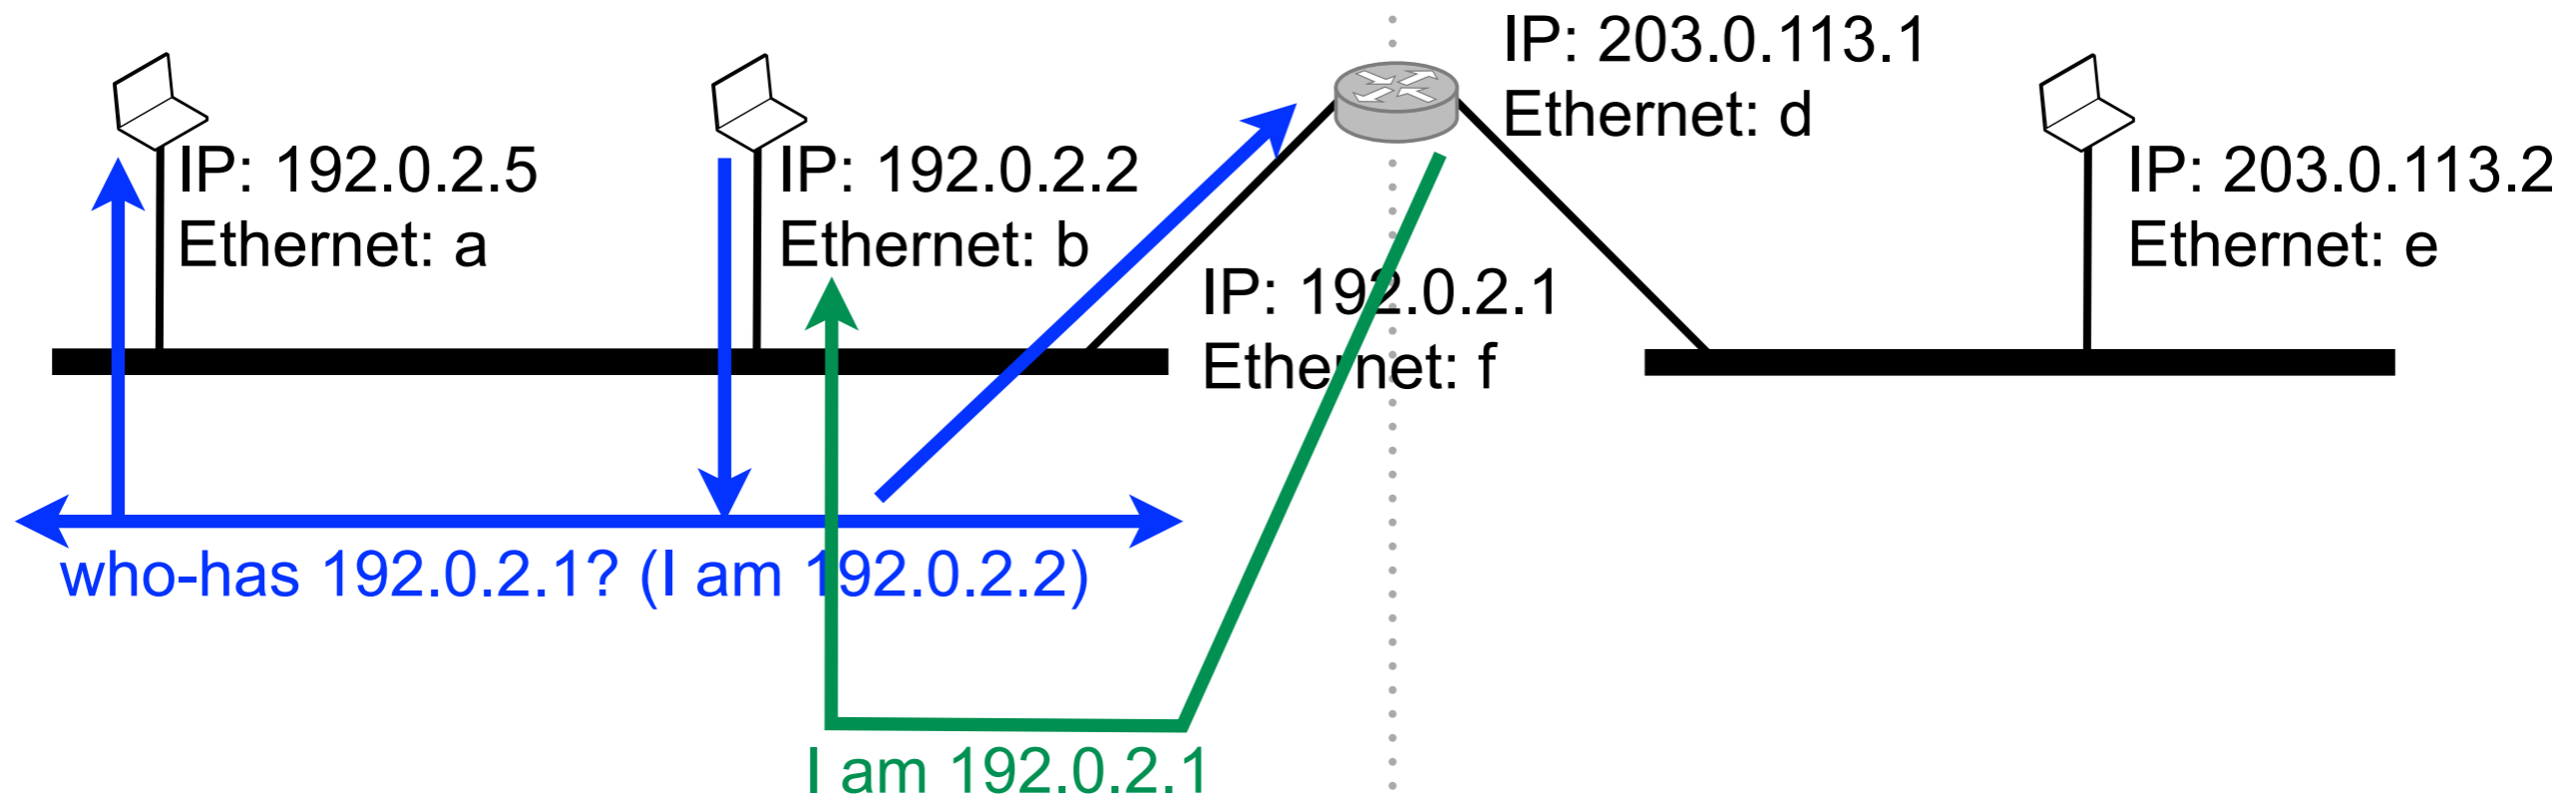 IP: 203.0.113.1
Ethernet: d
IP: 192.0.2.5
Ethernet: a
IP: 192.0.2.2
Ethernet: b
IP: 203.0.113.2
Ethernet: e
IP: 192.0.2.1
Ethernet: f
who-has 192.0.2.1? (I am 192.0.2.2)
I am 192.0.2.1